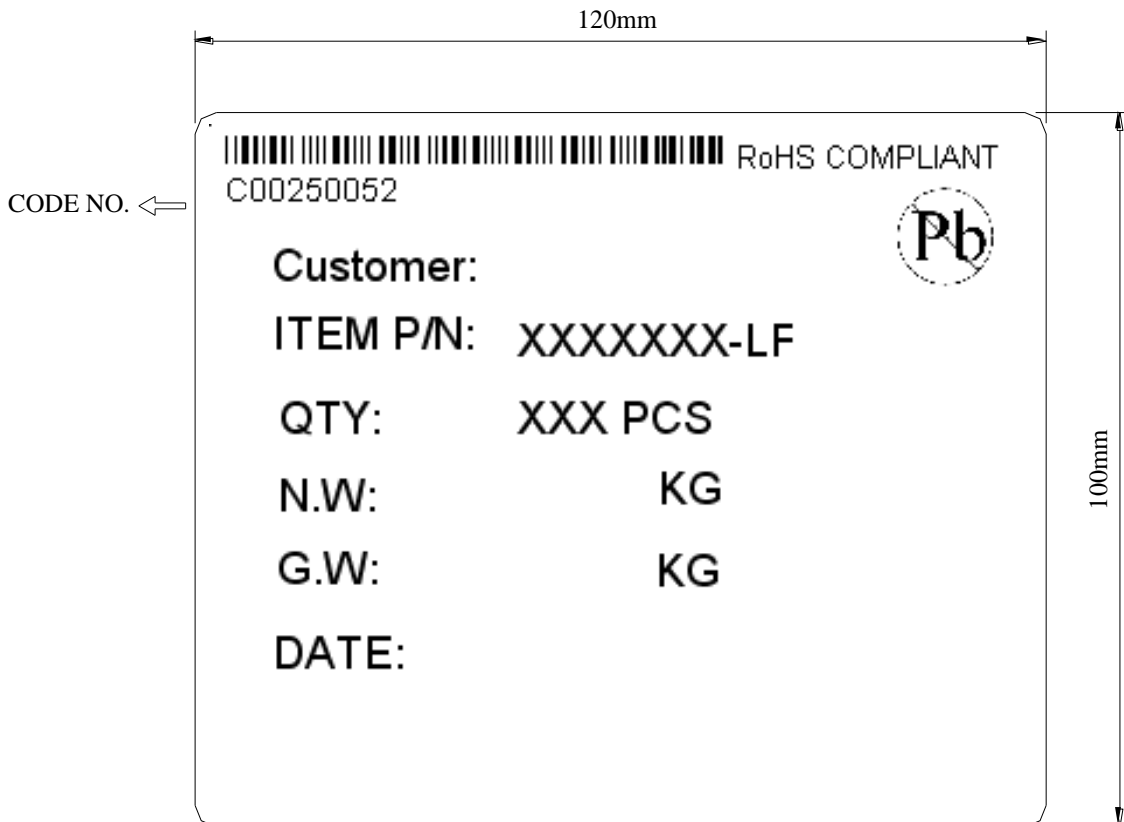 120mm
RoHS COMPLIANT
C00250052
CODE NO.
Pb
Customer:
ITEM P/N: XXXXXXX-LF
QTY: XXX PCS
100mm
N.W: KG
G.W: KG
DATE: